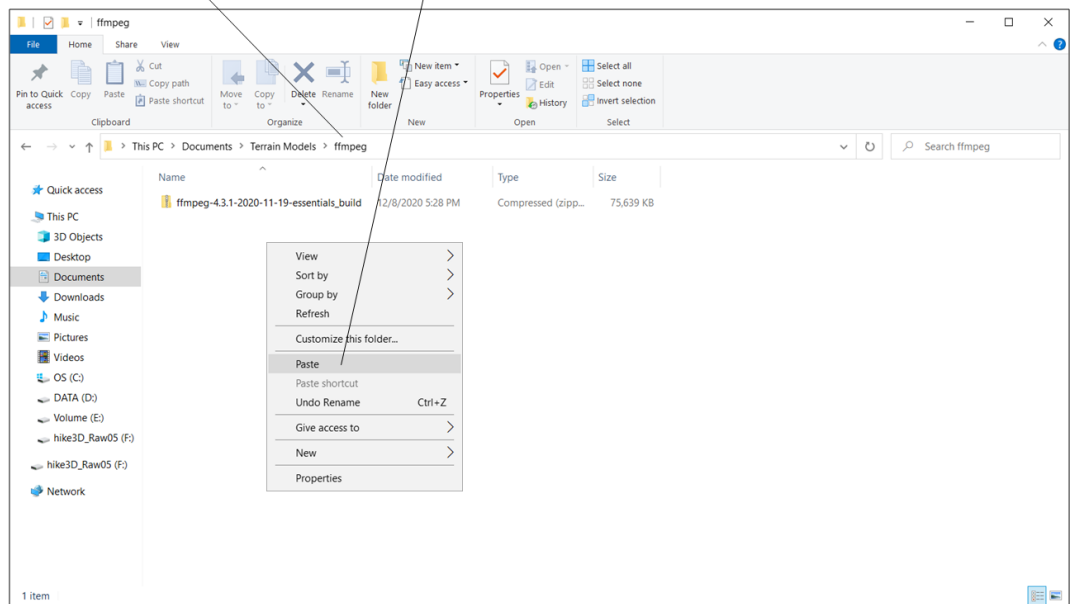 ffmpeg
File Home Share View
Pin to Quick access
Copy
Paste
Cut
Copy path
Paste shortcut
Clipboard
Move to
Copy to
Delete
Rename
Organize
New folder
New item
Easy access
New
Properties
Open
Edit
History
Open
Select all
Select none
Invert selection
Select
This PC > Documents > Terrain Models > ffmpeg
Search ffmpeg
Name Date modified Type Size
ffmpeg-4.3.1-2020-11-19-essentials_build 12/8/2020 5:28 PM Compressed (zipp... 75,639 KB
Quick access
This PC
3D Objects
Desktop
Documents
Downloads
Music
Pictures
Videos
OS (C:)
DATA (D:)
Volume (E:)
hike3D_Raw05 (F:)
hike3D_Raw05 (F:)
Network
View
Sort by
Group by
Refresh
Customize this folder...
Paste
Paste shortcut
Undo Rename Ctrl+Z
Give access to
New
Properties
1 item